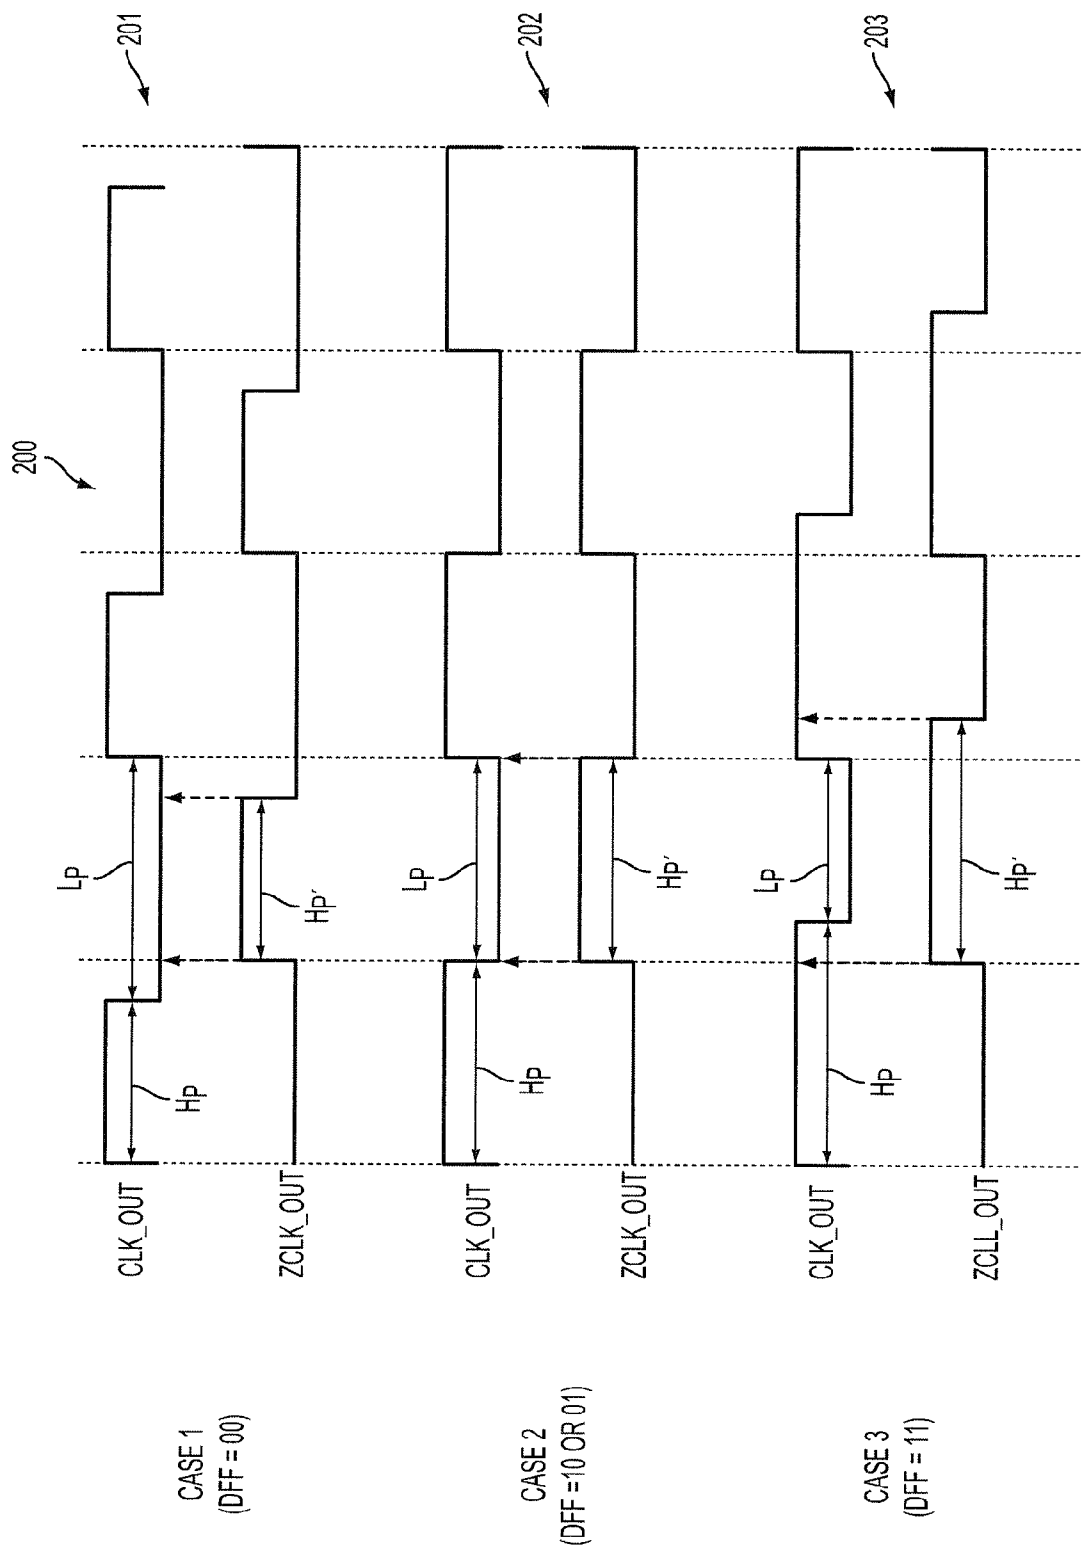 200
201
CASE 1
(DFF = 00)
CLK_OUT
Hp
Lp
ZCLK_OUT
Hp'
202
CASE 2
(DFF =10 OR 01)
CLK_OUT
Hp
Lp
ZCLK_OUT
Hp'
203
CASE 3
(DFF = 11)
CLK_OUT
Hp
Lp
ZCLL_OUT
Hp'